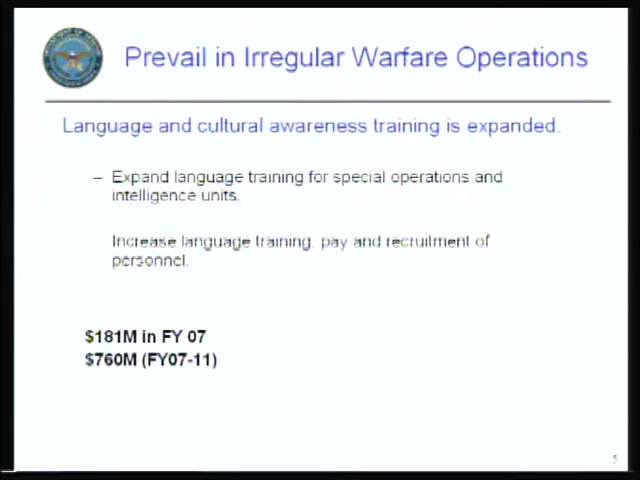 Prevail in Irregular Warfare Operations
Language and cultural awareness training is expanded.
– Expand language training for special operations and
intelligence units.
– Increase language training, pay and recruitment of
personnel.
$181M in FY 07
$760M (FY07-11)
5